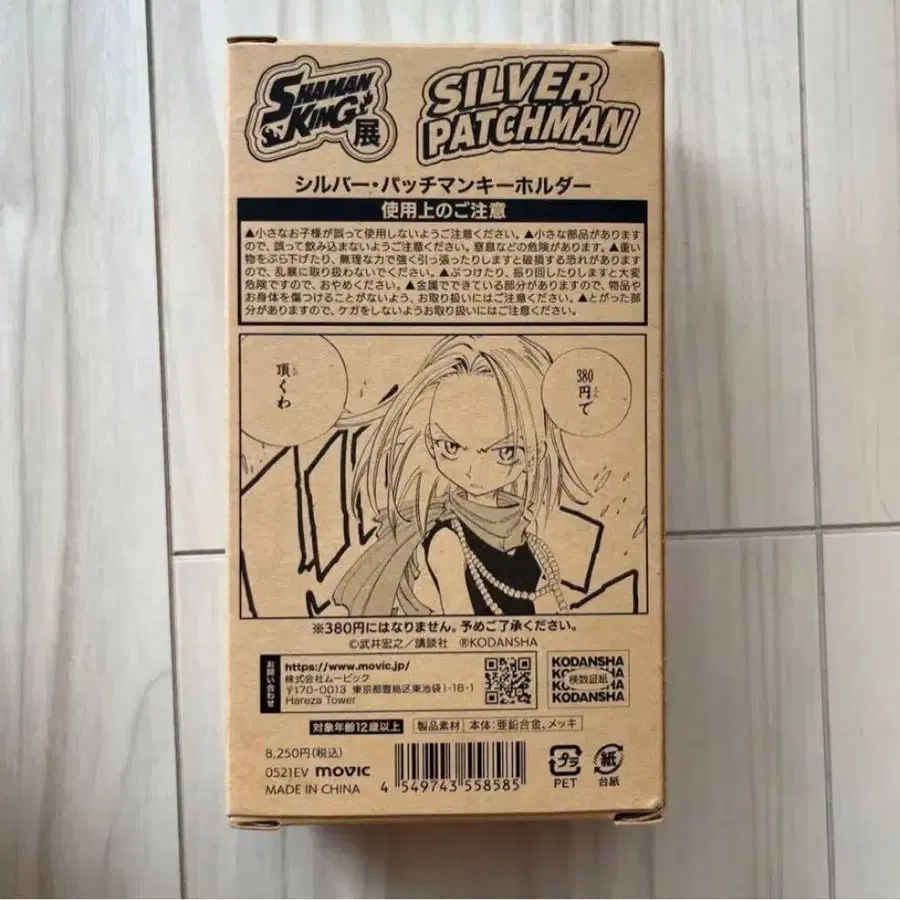 SHAMAN KING展
SILVER PATCHMAN
シルバー・パッチマンキーホルダー
使用上のご注意
▲小さなお子様が誤って使用しないようご注意ください。▲小さな部品があります
ので、誤って飲み込まないようご注意ください。窒息などの危険があります。▲重い
物をぶら下げたり、無理な力で強く引っ張ったりしますと破損する恐れがあります
ので、乱暴に取り扱わないでください。▲ぶつけたり、振り回したりしますと大変
危険ですので、おやめください。▲金属でできている部分がありますので、物品や
お身体を傷つけることがないよう、お取り扱いにはご注意ください。▲とがった部
分がありますので、ケガをしないようお取り扱いにはご注意ください。
380円で
頂くわ
※380円にはなりません。予めご了承ください。
©武井宏之/講談社 ®KODANSHA
お問い合わせ
https://www.movic.jp/
株式会社ムービック
〒170-0013 東京都豊島区東池袋1-18-1
Hareza Tower
KODANSHA
検数証紙
KODANSHA
対象年齢12歳以上
製品素材 本体:亜鉛合金、メッキ
8,250円(税込)
0521EV movic
MADE IN CHINA
4 549743 558585
プラ
PET
紙
台紙